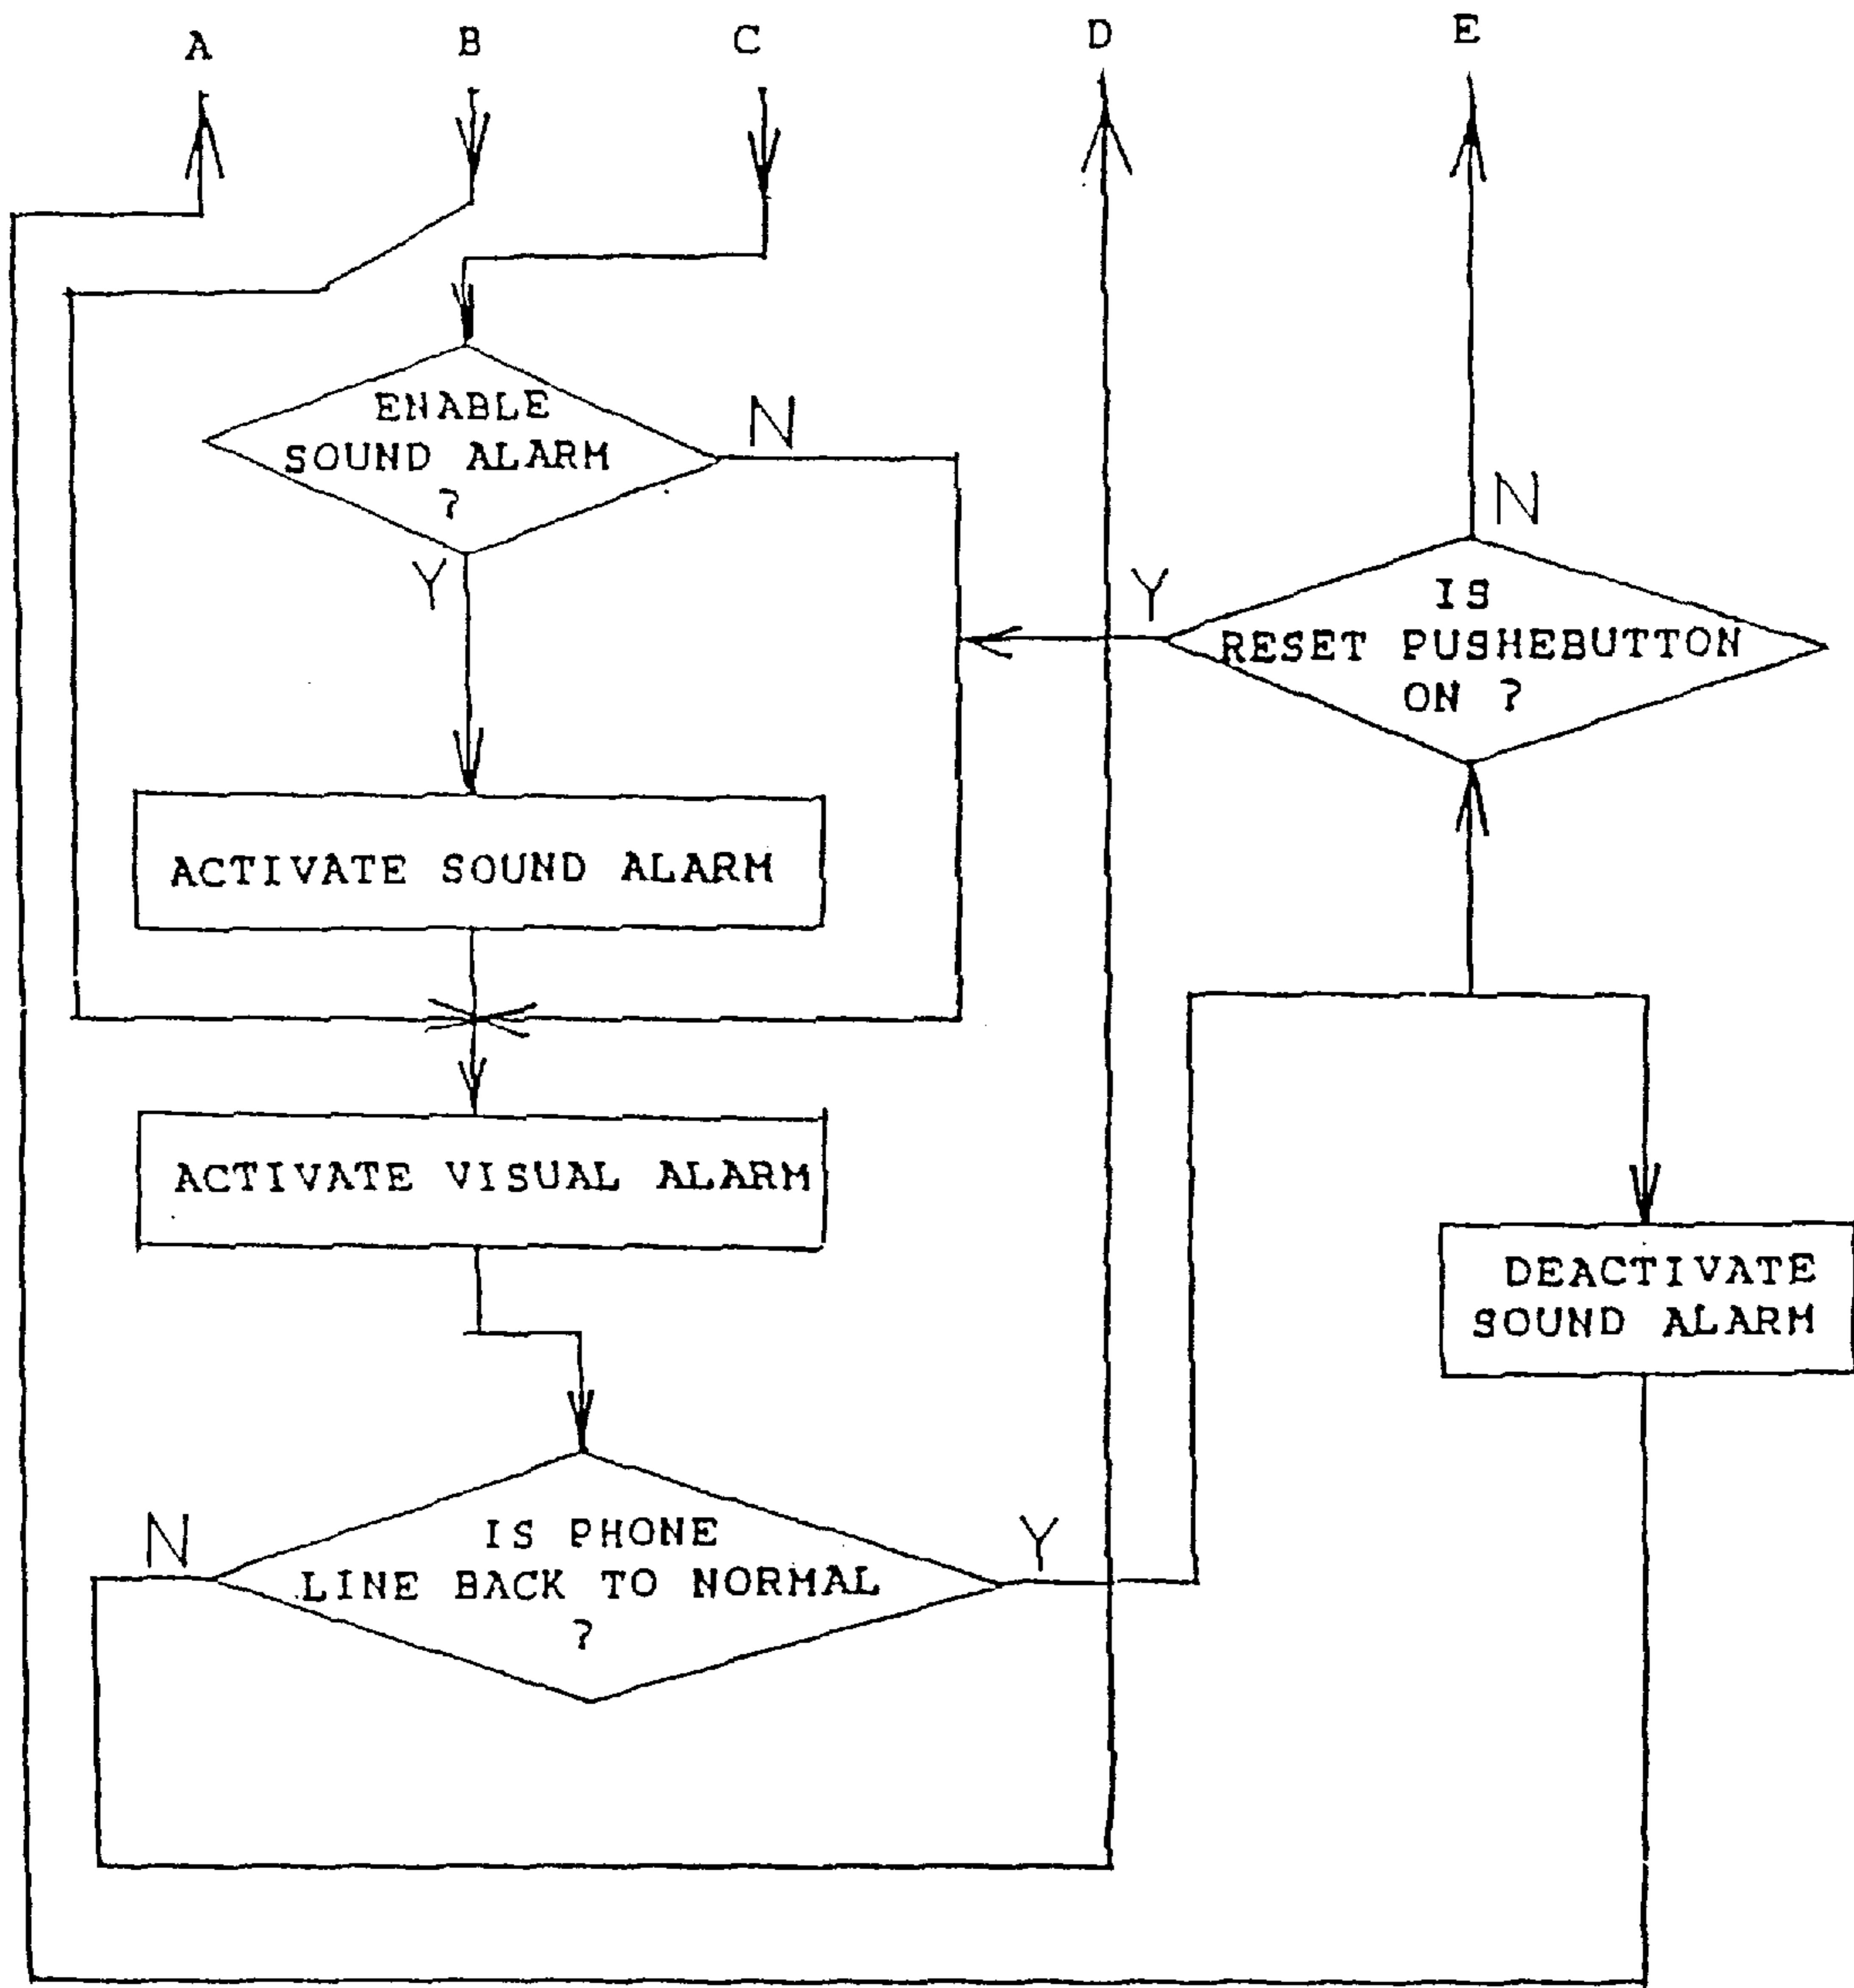 A B C D E
ENABLE
SOUND ALARM
?
N
Y
N
Y
IS
RESET PUSHEBUTTON
ON ?
ACTIVATE SOUND ALARM
ACTIVATE VISUAL ALARM
DEACTIVATE
SOUND ALARM
N
IS PHONE
LINE BACK TO NORMAL
?
Y